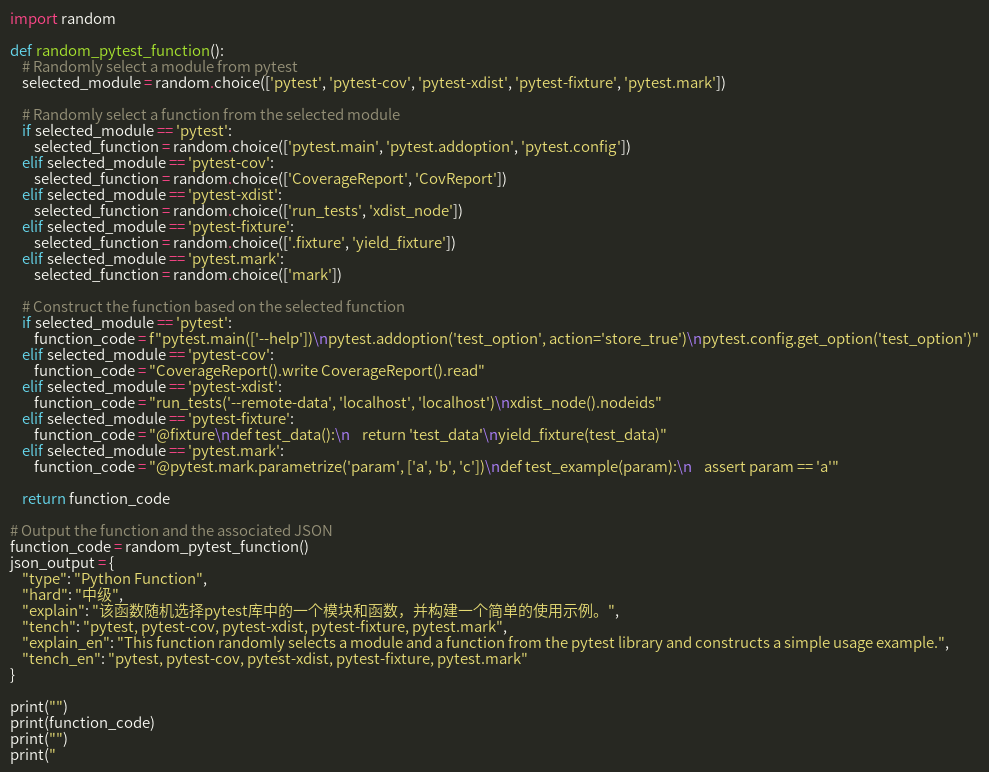 import random

def random_pytest_function():
    # Randomly select a module from pytest
    selected_module = random.choice(['pytest', 'pytest-cov', 'pytest-xdist', 'pytest-fixture', 'pytest.mark'])

    # Randomly select a function from the selected module
    if selected_module == 'pytest':
        selected_function = random.choice(['pytest.main', 'pytest.addoption', 'pytest.config'])
    elif selected_module == 'pytest-cov':
        selected_function = random.choice(['CoverageReport', 'CovReport'])
    elif selected_module == 'pytest-xdist':
        selected_function = random.choice(['run_tests', 'xdist_node'])
    elif selected_module == 'pytest-fixture':
        selected_function = random.choice(['.fixture', 'yield_fixture'])
    elif selected_module == 'pytest.mark':
        selected_function = random.choice(['mark'])

    # Construct the function based on the selected function
    if selected_module == 'pytest':
        function_code = f"pytest.main(['--help'])\npytest.addoption('test_option', action='store_true')\npytest.config.get_option('test_option')"
    elif selected_module == 'pytest-cov':
        function_code = "CoverageReport().write CoverageReport().read"
    elif selected_module == 'pytest-xdist':
        function_code = "run_tests('--remote-data', 'localhost', 'localhost')\nxdist_node().nodeids"
    elif selected_module == 'pytest-fixture':
        function_code = "@fixture\ndef test_data():\n    return 'test_data'\nyield_fixture(test_data)"
    elif selected_module == 'pytest.mark':
        function_code = "@pytest.mark.parametrize('param', ['a', 'b', 'c'])\ndef test_example(param):\n    assert param == 'a'"

    return function_code

# Output the function and the associated JSON
function_code = random_pytest_function()
json_output = {
    "type": "Python Function",
    "hard": "中级",
    "explain": "该函数随机选择pytest库中的一个模块和函数，并构建一个简单的使用示例。",
    "tench": "pytest, pytest-cov, pytest-xdist, pytest-fixture, pytest.mark",
    "explain_en": "This function randomly selects a module and a function from the pytest library and constructs a simple usage example.",
    "tench_en": "pytest, pytest-cov, pytest-xdist, pytest-fixture, pytest.mark"
}

print("")
print(function_code)
print("")
print("